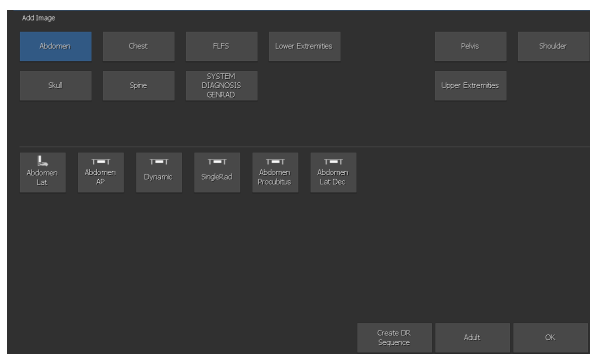 Add Image
Abdomen
Chest
FLFS
Lower Extremities
Pelvis
Shoulder
Skull
Spine
SYSTEM
DIAGNOSIS
GENRAD
Upper Extremities
Abdomen
Lat
Abdomen
AP
Dynamic
SingleRad
Abdomen
Procubitus
Abdomen
Lat Dec
Create DR
Sequence
Adult
OK